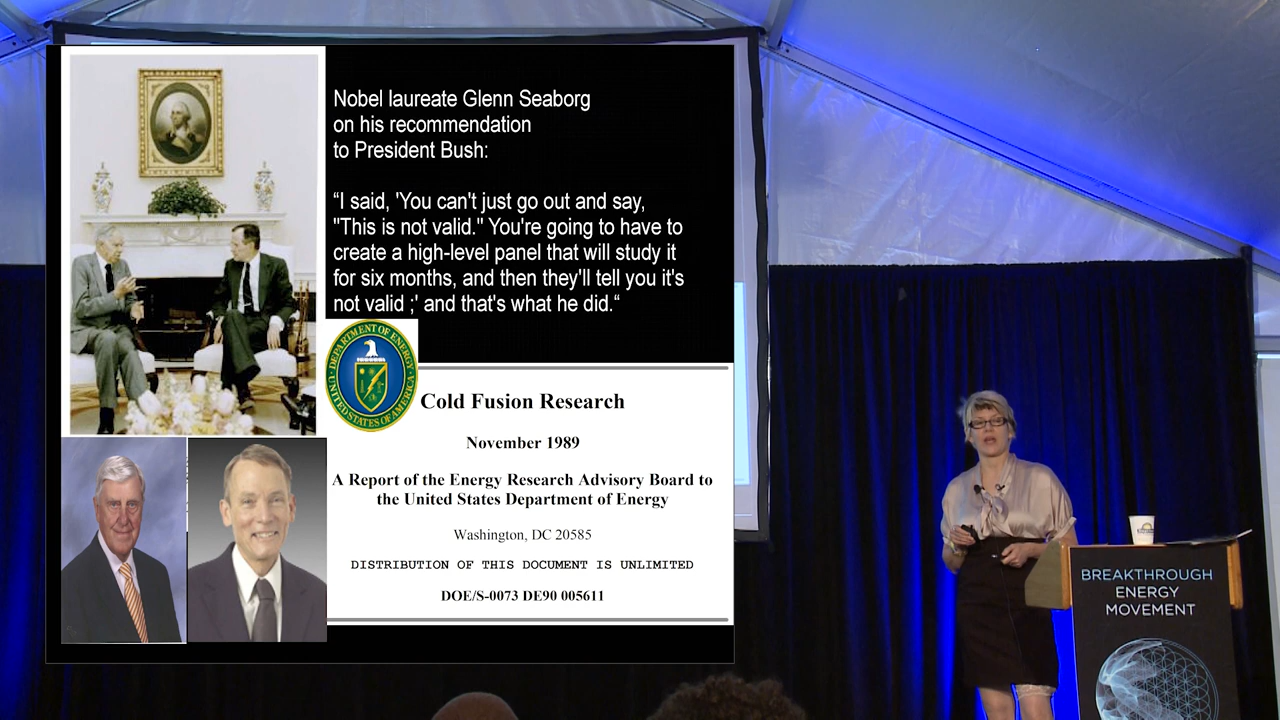 Nobel laureate Glenn Seaborg
on his recommendation
to President Bush:
“I said, 'You can't just go out and say,
"This is not valid." You're going to have to
create a high-level panel that will study it
for six months, and then they'll tell you it's
not valid ;' and that's what he did.“
DEPARTMENT OF ENERGY
UNITED STATES OF AMERICA
Cold Fusion Research
November 1989
A Report of the Energy Research Advisory Board to
the United States Department of Energy
Washington, DC 20585
DISTRIBUTION OF THIS DOCUMENT IS UNLIMITED
DOE/S-0073 DE90 005611
BREAKTHROUGH
ENERGY
MOVEMENT